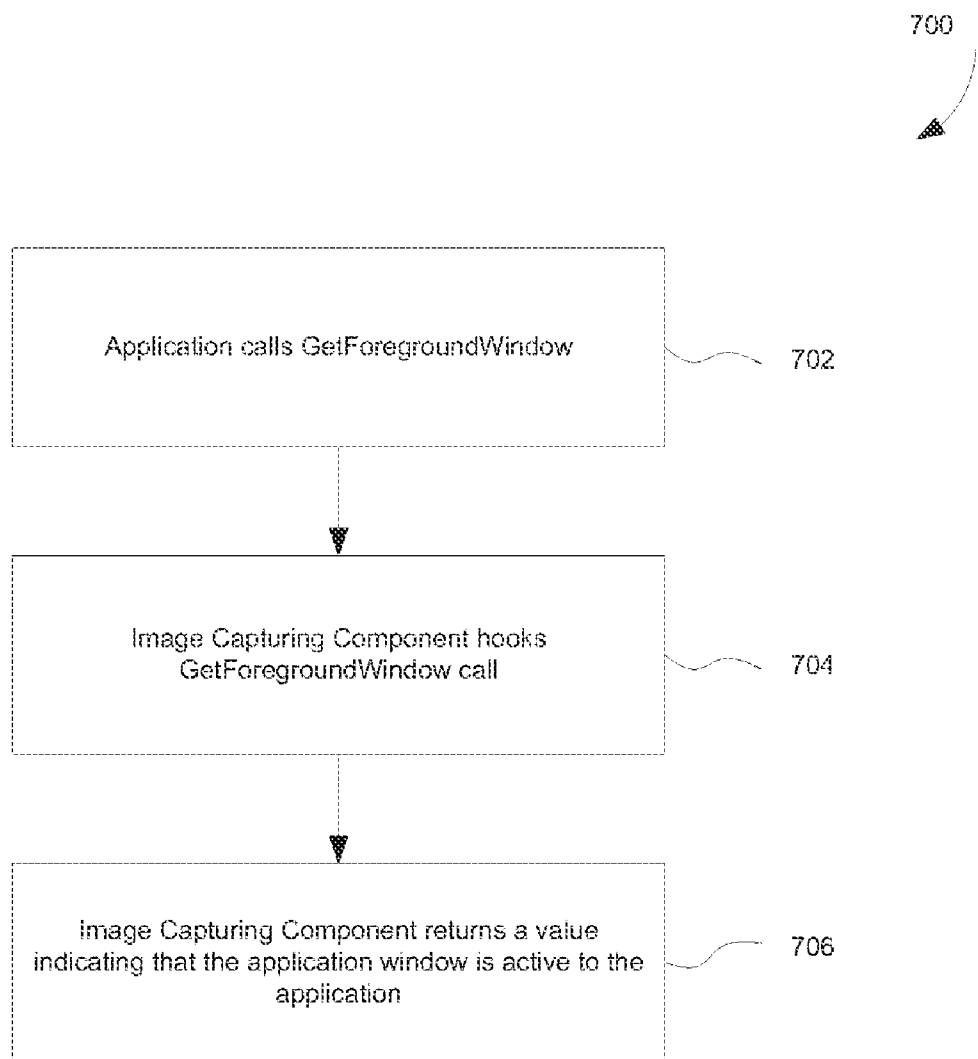 700
Application calls GetForegroundWindow
702
Image Capturing Component hooks
GetForegroundWindow call
704
Image Capturing Component returns a value
indicating that the application window is active to the
application
706